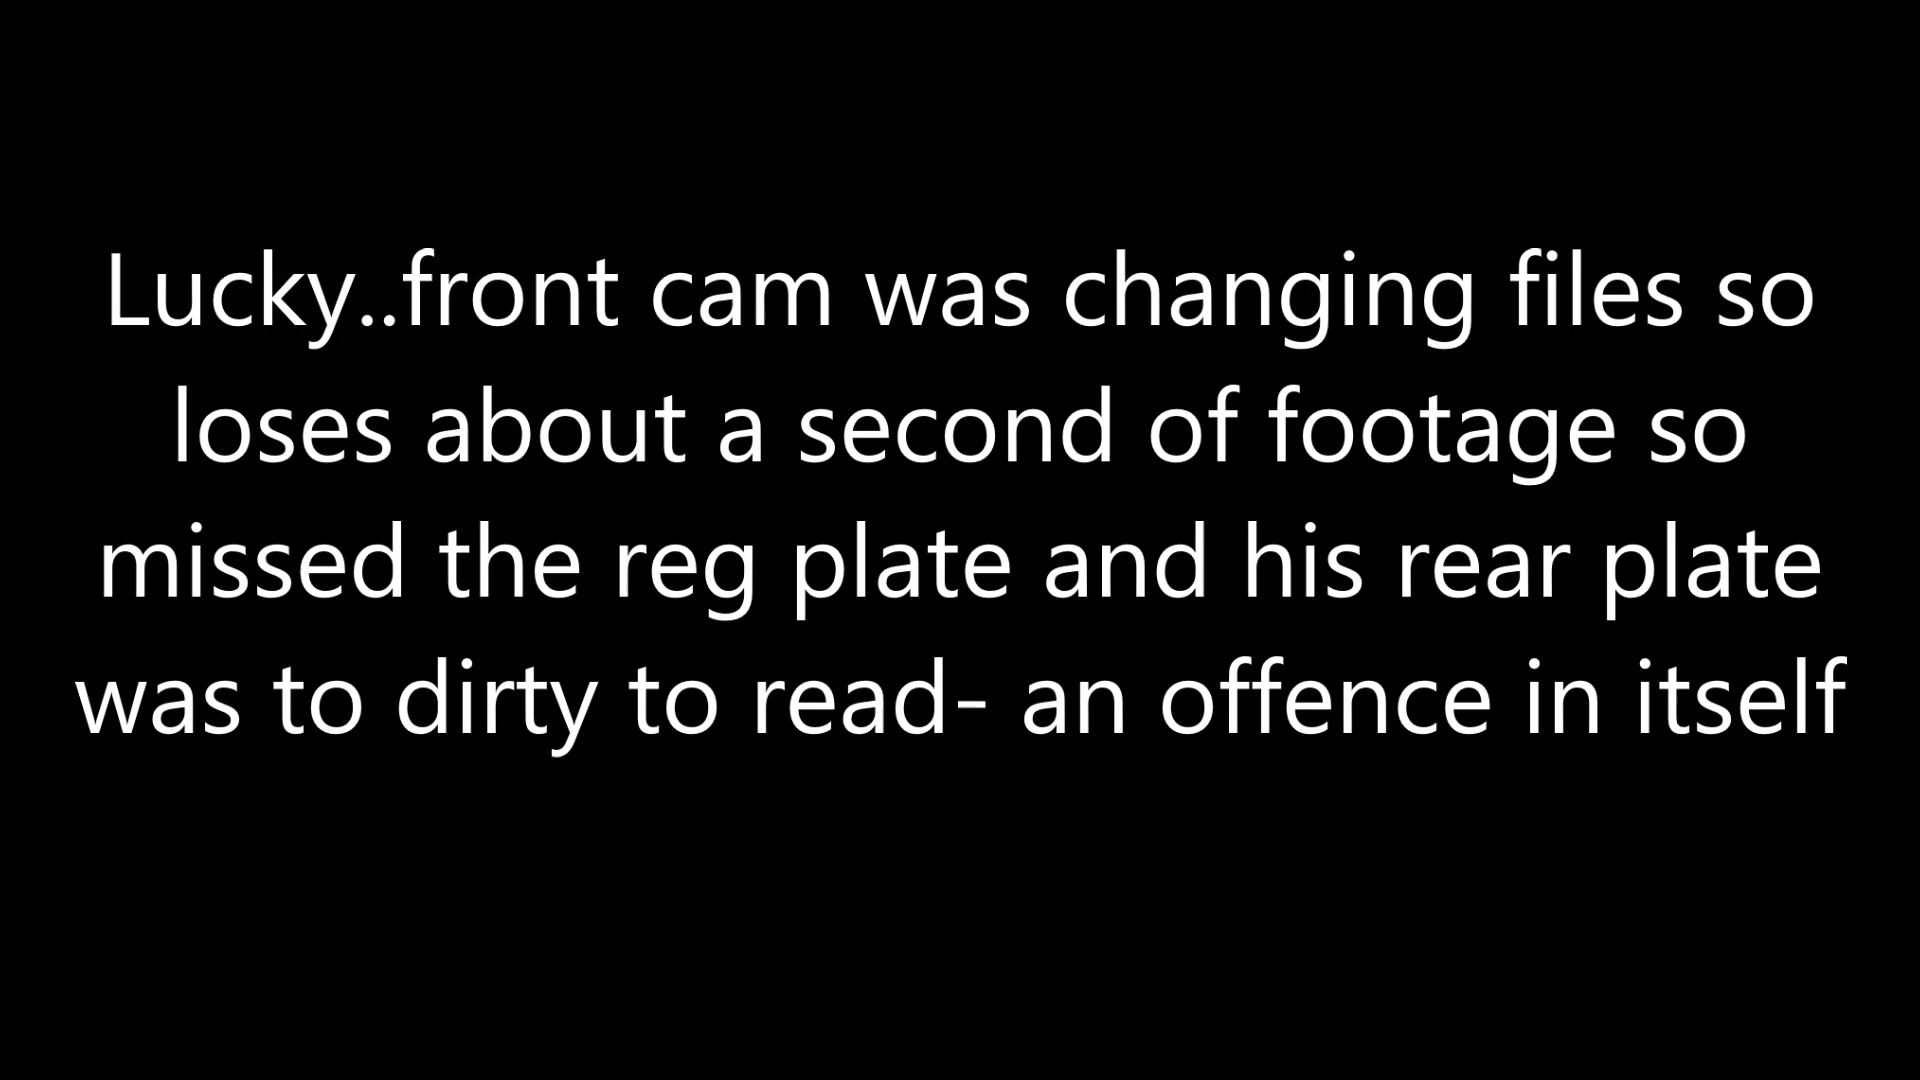 Lucky..front cam was changing files so
loses about a second of footage so
missed the reg plate and his rear plate
was to dirty to read- an offence in itself